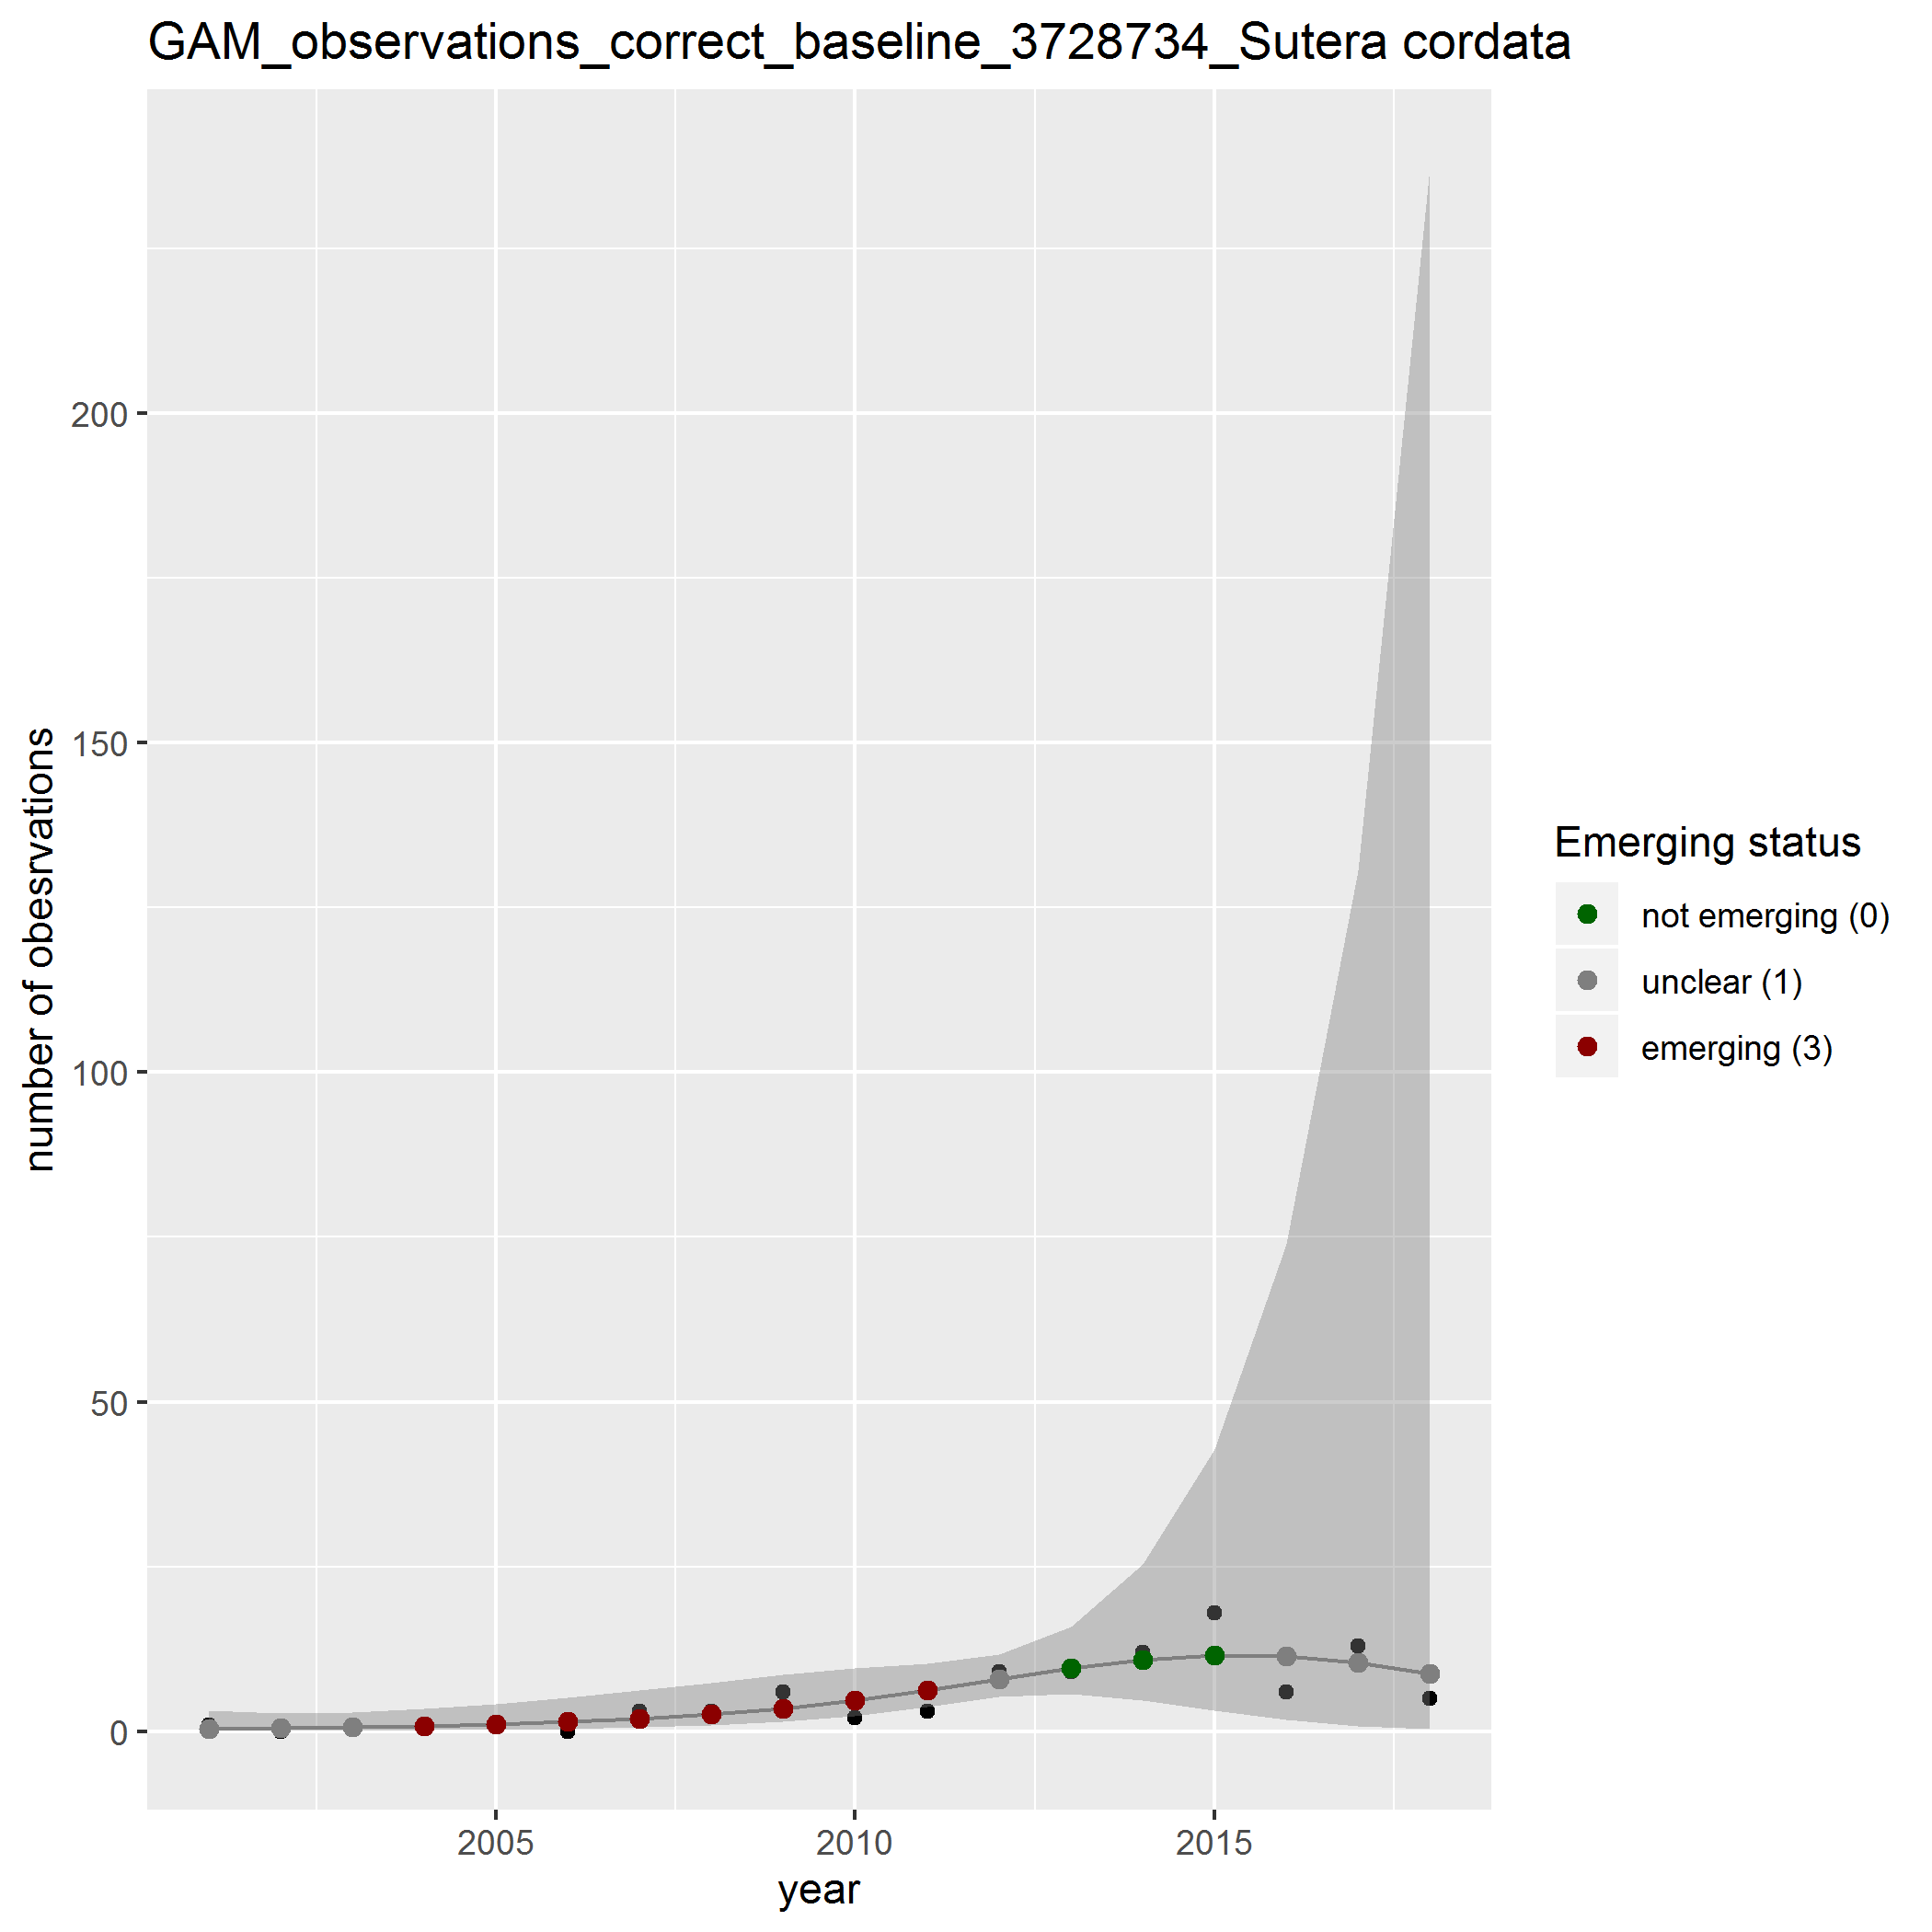 GAM_observations_correct_baseline_3728734_Sutera cordata
number of obesrvations
200
150
100
50
0
2005
2010
2015
year
Emerging status
not emerging (0)
unclear (1)
emerging (3)